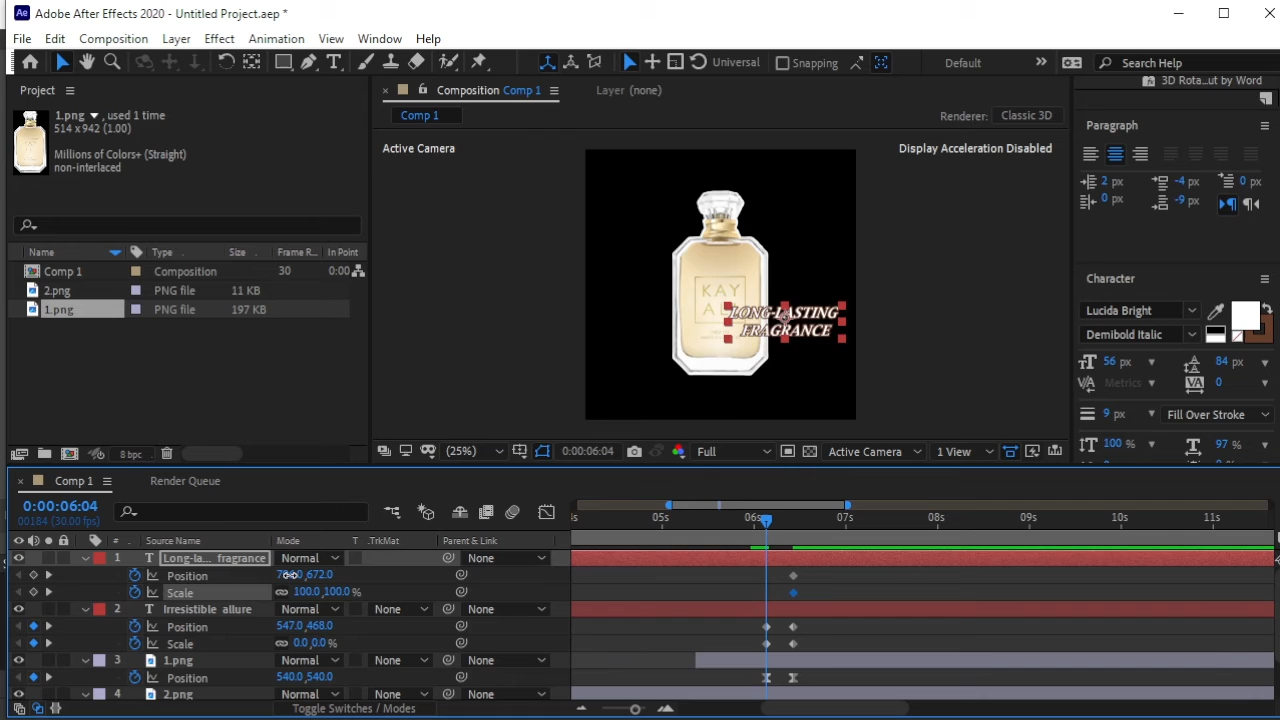 Adobe After Effects 2020 - Untitled Project.aep *
File Edit Composition Layer Effect Animation View Window Help
Universal Snapping Default Search Help
Project
1.png , used 1 time
514 x 942 (1.00)
Millions of Colors+ (Straight)
non-interlaced
Name Type Size Frame R... In Point
Comp 1 Composition 30 0:00
2.png PNG file 11 KB
1.png PNG file 197 KB
8 bpc
Composition Comp 1 Layer (none)
Comp 1
Renderer: Classic 3D
Active Camera
Display Acceleration Disabled
KAY
LONG-LASTING
FRAGRANCE
(25%) 0:00:06:04 Full Active Camera 1 View
3D Rota...ut by Word
Paragraph
2 px -4 px 0 px
0 px -9 px
Character
Lucida Bright
Demibold Italic
56 px 84 px
Metrics 0
9 px Fill Over Stroke
100 % 97 %
Comp 1 Render Queue
0:00:06:04
00184 (30.00 fps)
4s 05s 06s 07s 08s 09s 10s 11s
# Source Name Mode T .TrkMat Parent & Link
1 T Long-la... fragrance Normal None
Position ,672.0
Scale 100.0,100.0 %
2 T Irresistible allure Normal None None
Position 547.0,468.0
Scale 0.0,0.0 %
3 1.png Normal None None
Position 540.0,540.0
4 2.png Normal None None
Toggle Switches / Modes